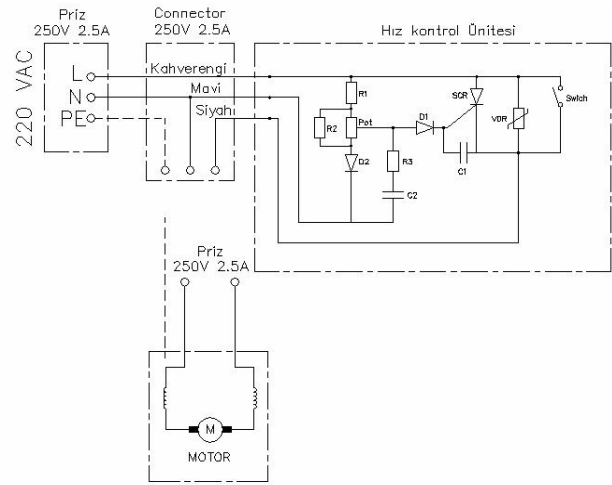 Priz
250V 2.5A
Connector
250V 2.5A
Hız kontrol Ünitesi
220 VAC
L
N
PE
Kahverengi
Mavi
Siyah
R1
R2
Pot
D1
SCR
VDR
Swich
D2
R3
C1
C2
Priz
250V 2.5A
M
MOTOR